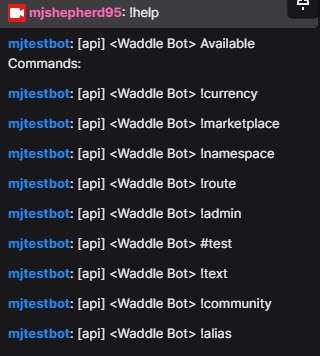 mjshepherd95: !help
mjtestbot: [api] <Waddle Bot> Available
Commands:
mjtestbot: [api] <Waddle Bot> !currency
mjtestbot: [api] <Waddle Bot> !marketplace
mjtestbot: [api] <Waddle Bot> !namespace
mjtestbot: [api] <Waddle Bot> !route
mjtestbot: [api] <Waddle Bot> !admin
mjtestbot: [api] <Waddle Bot> #test
mjtestbot: [api] <Waddle Bot> !text
mjtestbot: [api] <Waddle Bot> !community
mjtestbot: [api] <Waddle Bot> !alias